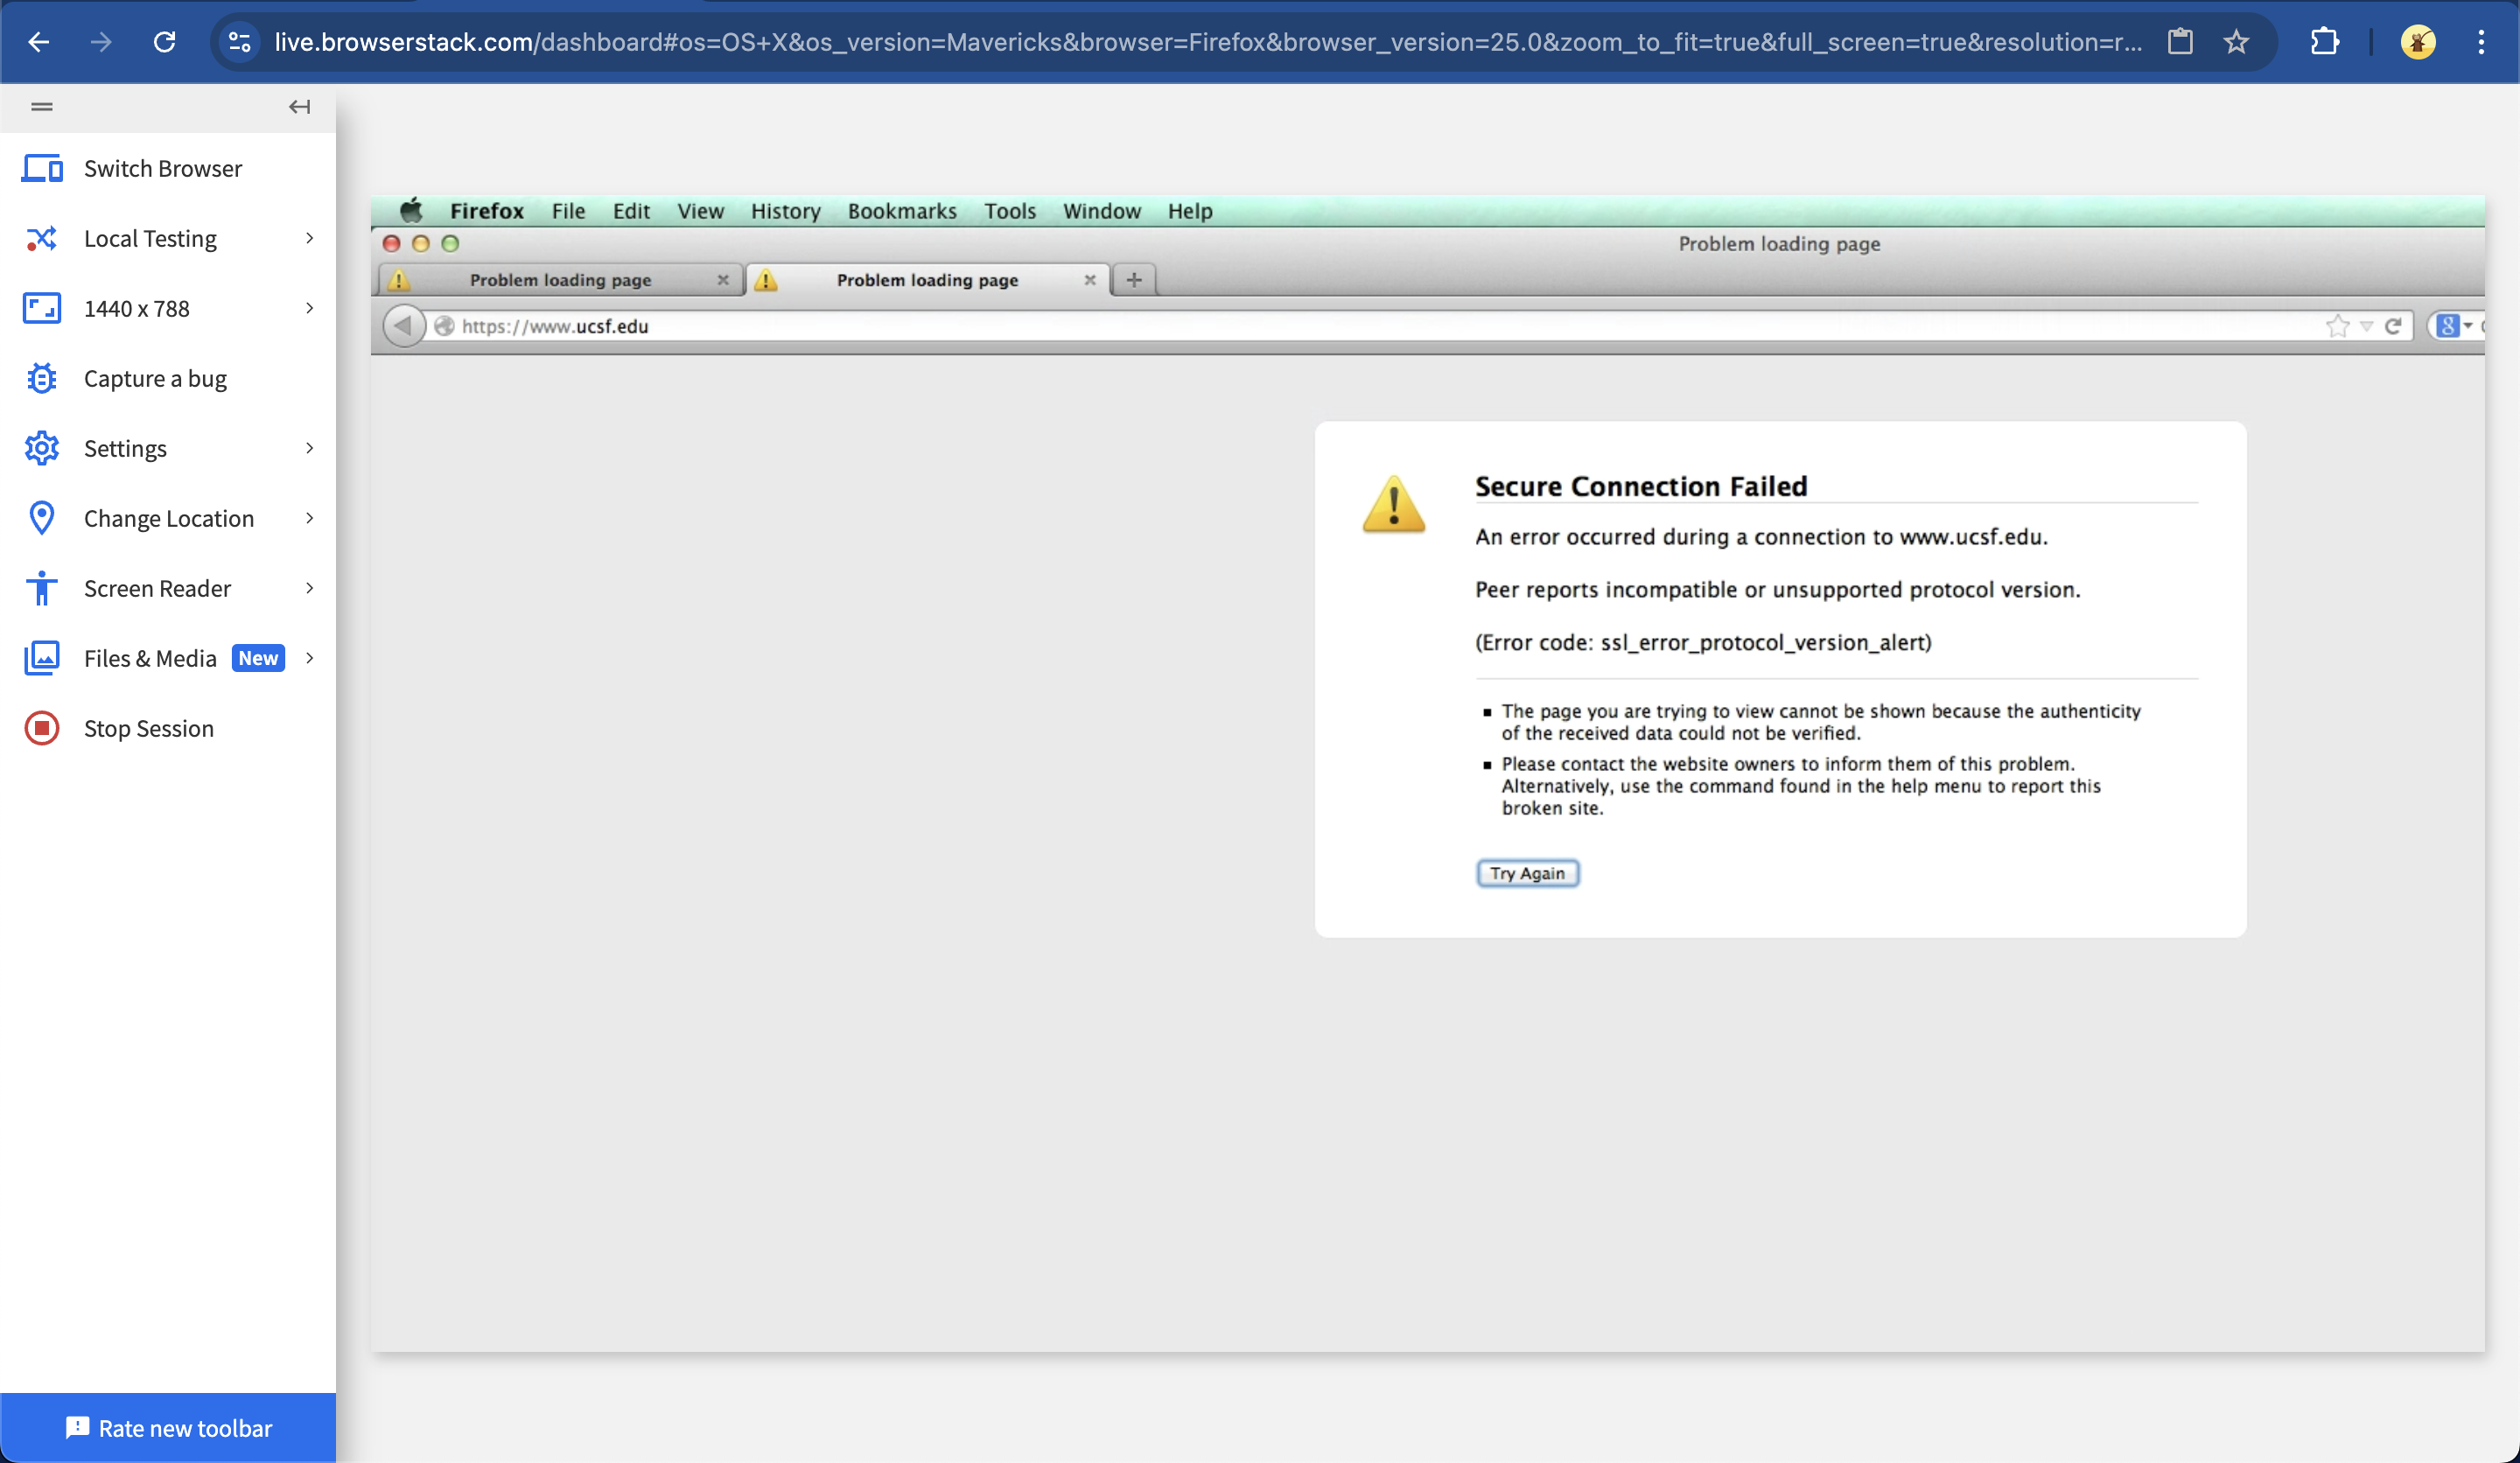 live.browserstack.com/dashboard#os=OS+X&os_version=Mavericks&browser=Firefox&browser_version=25.0&zoom_to_fit=true&full_screen=true&resolution=r...
Switch Browser
Local Testing
1440 x 788
Capture a bug
Settings
Change Location
Screen Reader
Files & Media New
Stop Session
Rate new toolbar
Firefox File Edit View History Bookmarks Tools Window Help
Problem loading page
Problem loading page
Problem loading page
https://www.ucsf.edu
8
Secure Connection Failed
An error occurred during a connection to www.ucsf.edu.
Peer reports incompatible or unsupported protocol version.
(Error code: ssl_error_protocol_version_alert)
The page you are trying to view cannot be shown because the authenticity
of the received data could not be verified.
Please contact the website owners to inform them of this problem.
Alternatively, use the command found in the help menu to report this
broken site.
Try Again